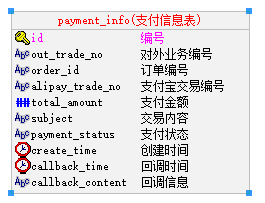 payment_info(支付信息表)
id 编号
out_trade_no 对外业务编号
order_id 订单编号
alipay_trade_no 支付宝交易编号
total_amount 支付金额
subject 交易内容
payment_status 支付状态
create_time 创建时间
callback_time 回调时间
callback_content 回调信息